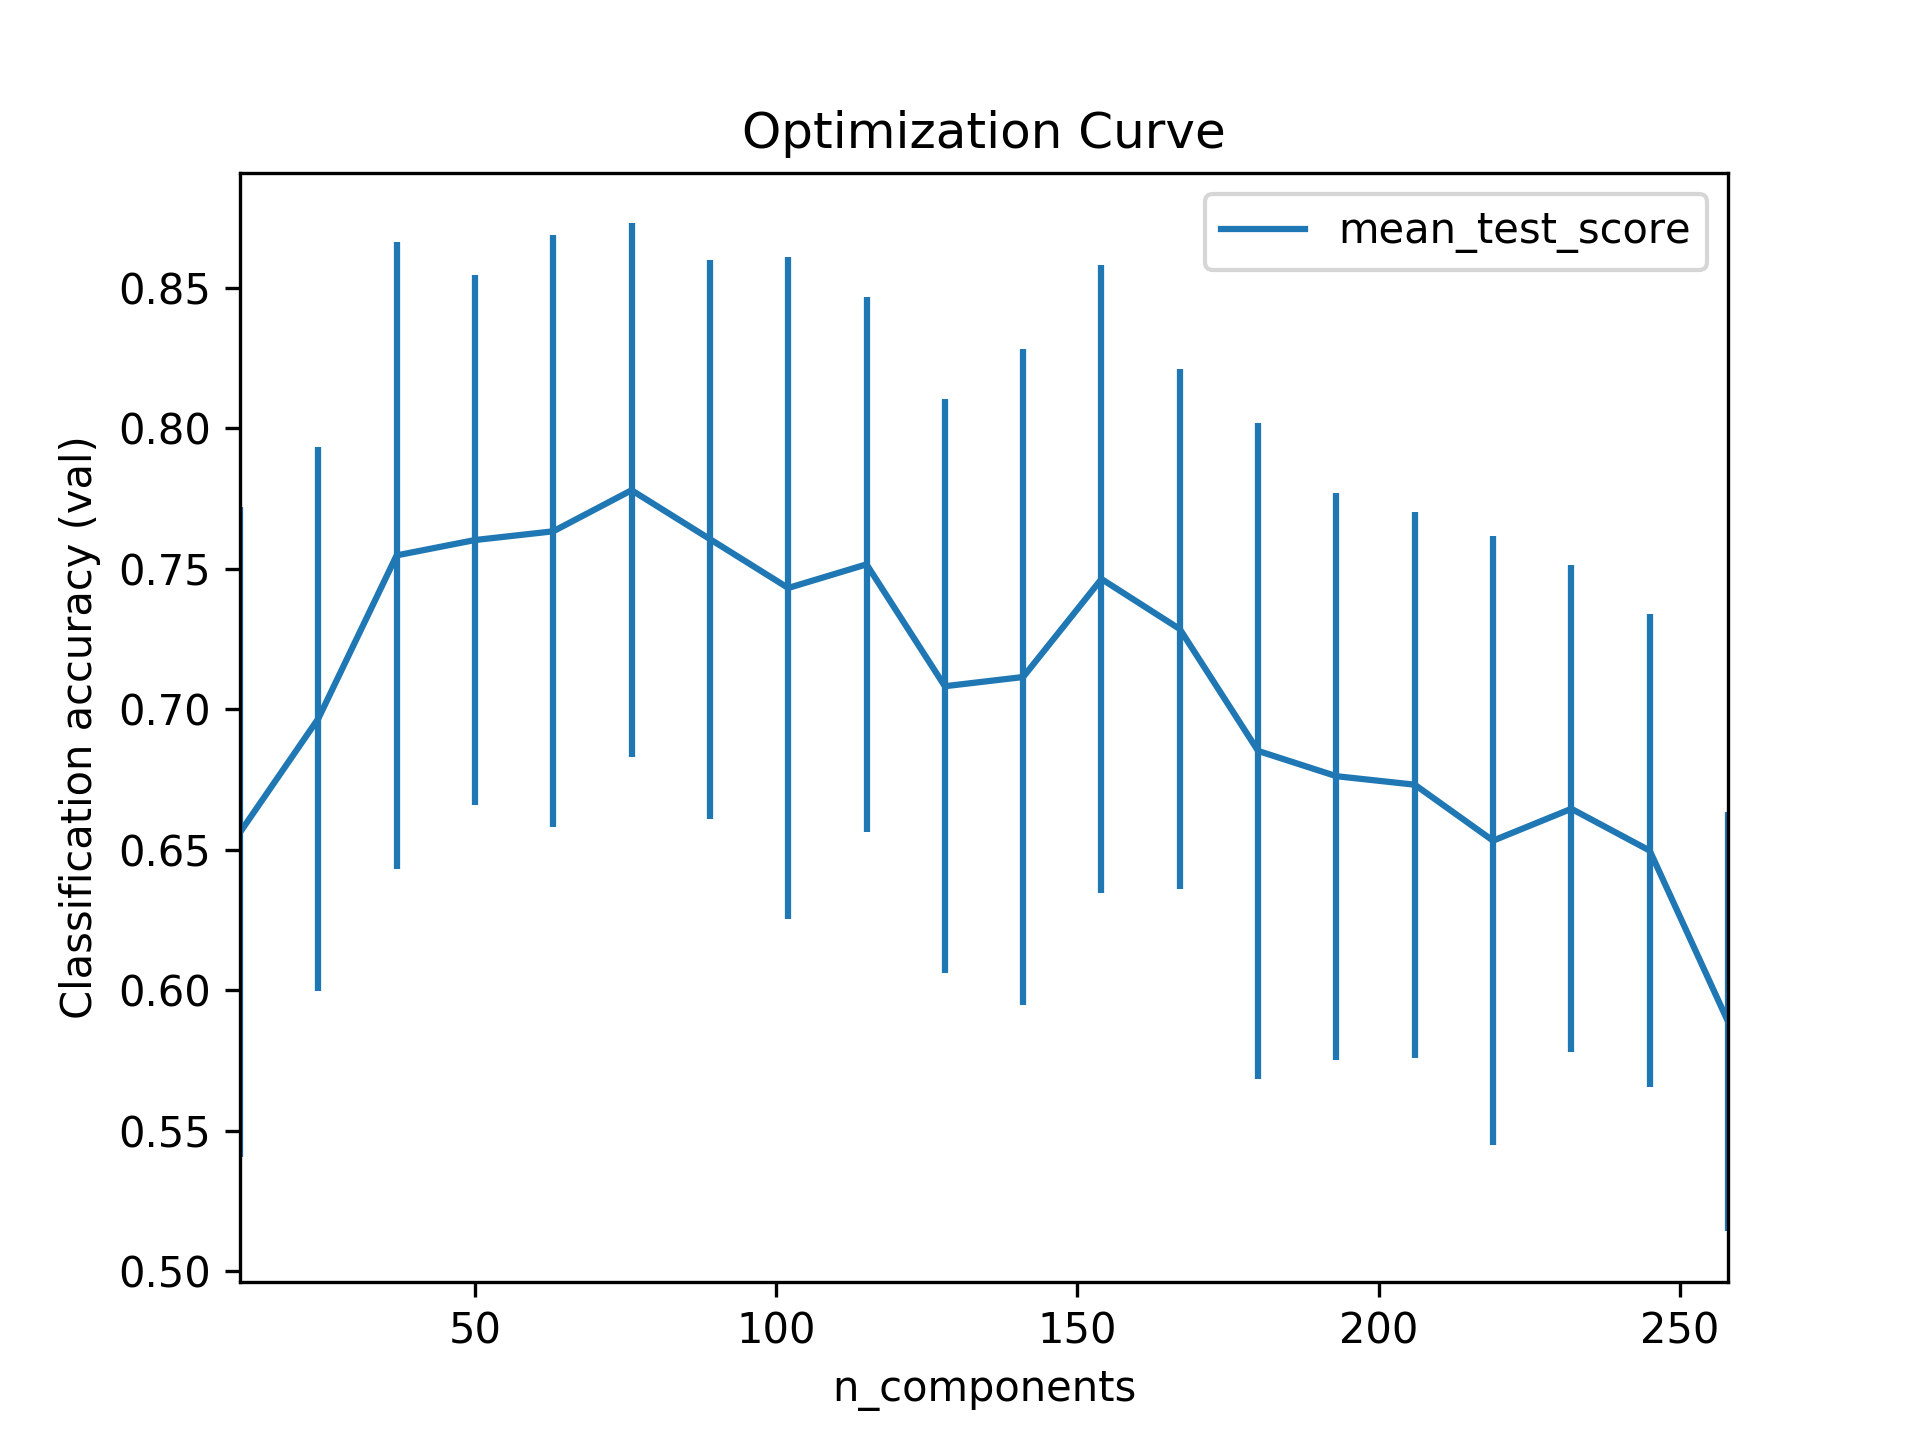 Optimization Curve
mean_test_score
Classification accuracy (val)
0.85
0.80
0.75
0.70
0.65
0.60
0.55
0.50
50 100 150 200 250
n_components